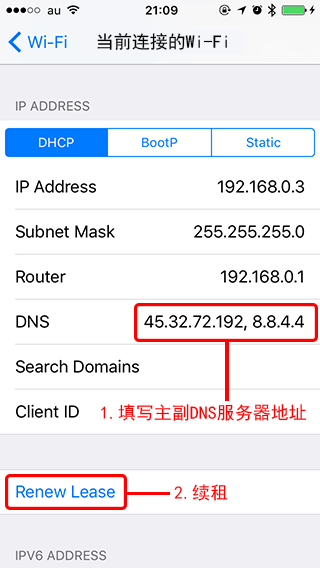 au 21:09
Wi-Fi 当前连接的Wi-Fi
IP ADDRESS
DHCP BootP Static
IP Address 192.168.0.3
Subnet Mask 255.255.255.0
Router 192.168.0.1
DNS 45.32.72.192, 8.8.4.4
Search Domains
Client ID
1.填写主副DNS服务器地址
Renew Lease 2.续租
IPV6 ADDRESS